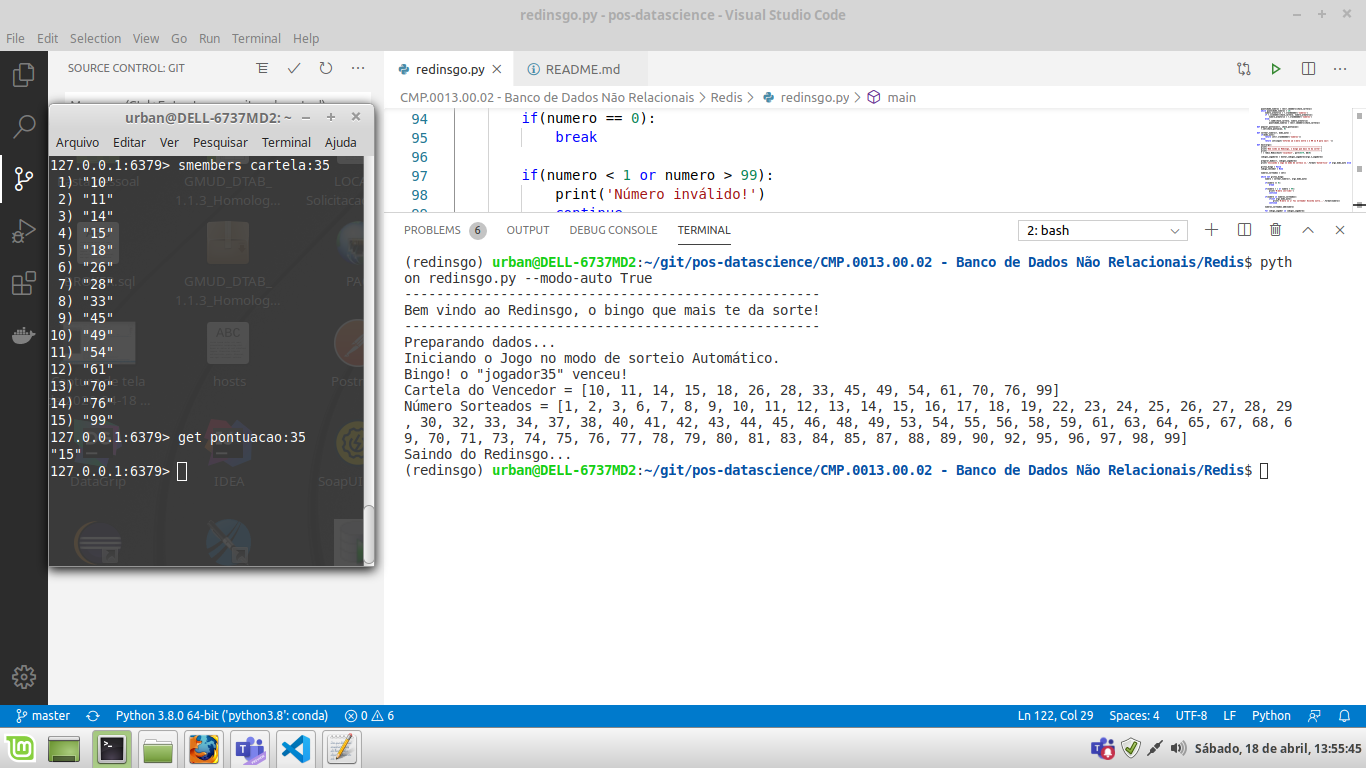 redinsgo.py - pos-datascience - Visual Studio Code
File Edit Selection View Go Run Terminal Help
SOURCE CONTROL: GIT
redinsgo.py
README.md
CMP.0013.00.02 - Banco de Dados Não Relacionais > Redis > redinsgo.py > main
94 if(numero == 0):
95 break
96
97 if(numero < 1 or numero > 99):
98 print('Número inválido!')
99 continue
PROBLEMS 6 OUTPUT DEBUG CONSOLE TERMINAL 2: bash
(redinsgo) urban@DELL-6737MD2:~/git/pos-datascience/CMP.0013.00.02 - Banco de Dados Não Relacionais/Redis$ pyth
on redinsgo.py --modo-auto True
---------------------------------------------------
Bem vindo ao Redinsgo, o bingo que mais te da sorte!
---------------------------------------------------
Preparando dados...
Iniciando o Jogo no modo de sorteio Automático.
Bingo! o "jogador35" venceu!
Cartela do Vencedor = [10, 11, 14, 15, 18, 26, 28, 33, 45, 49, 54, 61, 70, 76, 99]
Número Sorteados = [1, 2, 3, 6, 7, 8, 9, 10, 11, 12, 13, 14, 15, 16, 17, 18, 19, 22, 23, 24, 25, 26, 27, 28, 29
, 30, 32, 33, 34, 37, 38, 40, 41, 42, 43, 44, 45, 46, 48, 49, 53, 54, 55, 56, 58, 59, 61, 63, 64, 65, 67, 68, 6
9, 70, 71, 73, 74, 75, 76, 77, 78, 79, 80, 81, 83, 84, 85, 87, 88, 89, 90, 92, 95, 96, 97, 98, 99]
Saindo do Redinsgo...
(redinsgo) urban@DELL-6737MD2:~/git/pos-datascience/CMP.0013.00.02 - Banco de Dados Não Relacionais/Redis$
urban@DELL-6737MD2: ~
Arquivo Editar Ver Pesquisar Terminal Ajuda
127.0.0.1:6379> smembers cartela:35
1) "10"
2) "11"
3) "14"
4) "15"
5) "18"
6) "26"
7) "28"
8) "33"
9) "45"
10) "49"
11) "54"
12) "61"
13) "70"
14) "76"
15) "99"
127.0.0.1:6379> get pontuacao:35
"15"
127.0.0.1:6379>
GMUD_DTAB_
1.1.3_Homolog...
GMUD_DTAB_
1.1.3_Homolog...
ABC
hosts
DataGrip
IDEA
SoapUI
master
Python 3.8.0 64-bit ('python3.8': conda)
0 6
Ln 122, Col 29 Spaces: 4 UTF-8 LF Python
Sábado, 18 de abril, 13:55:45